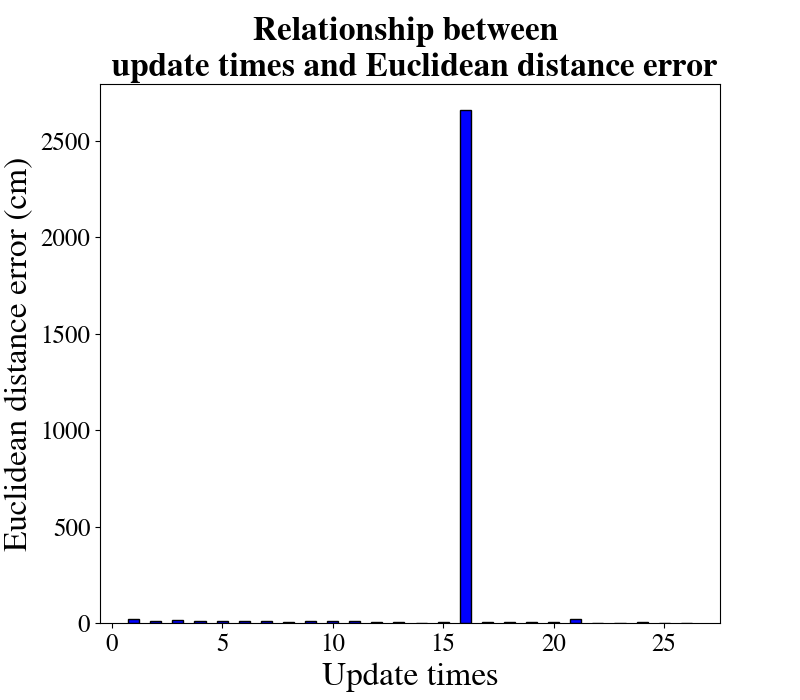 Relationship between
update times and Euclidean distance error
Euclidean distance error (cm)
2500
2000
1500
1000
500
0
0 5 10 15 20 25
Update times